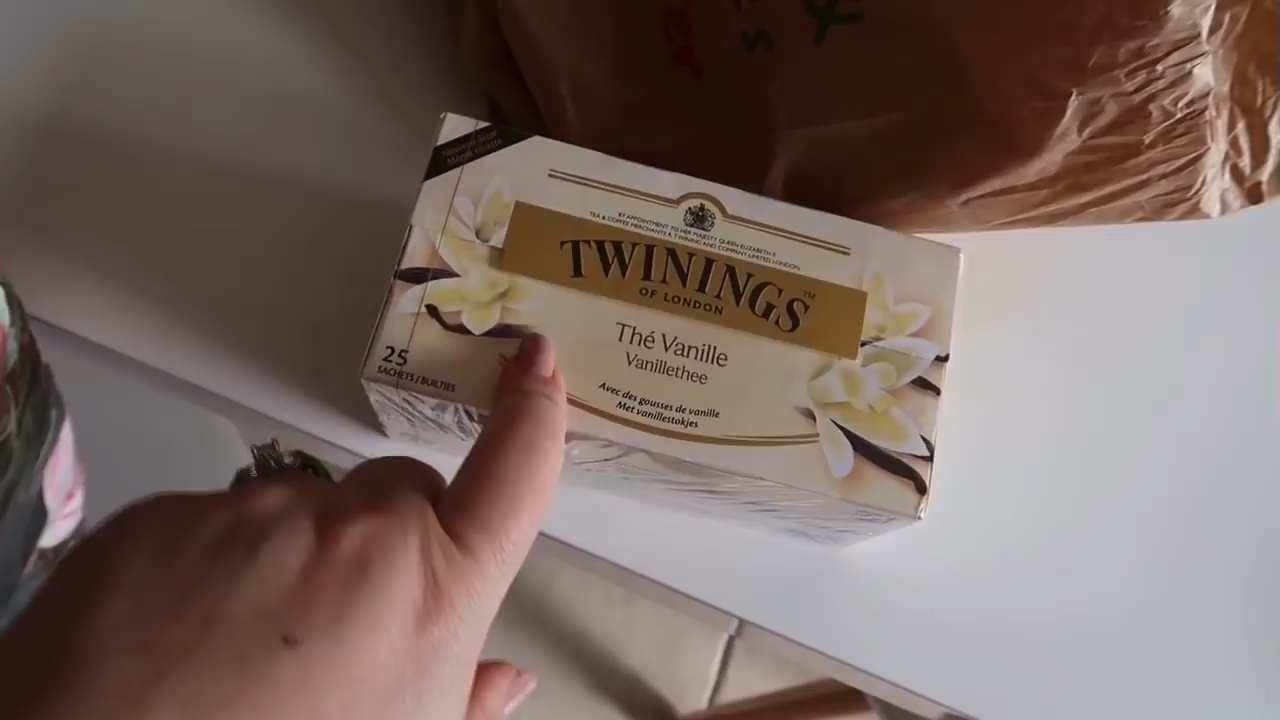 BY APPOINTMENT TO HER MAJESTY QUEEN ELIZABETH II
TEA & COFFEE MERCHANTS R. TWINING AND COMPANY LIMITED LONDON
TWININGS™
OF LONDON
Thé Vanille
Vanillethee
Avec des gousses de vanille
Met vanillestokjes
25
SACHETS / BUILTJES